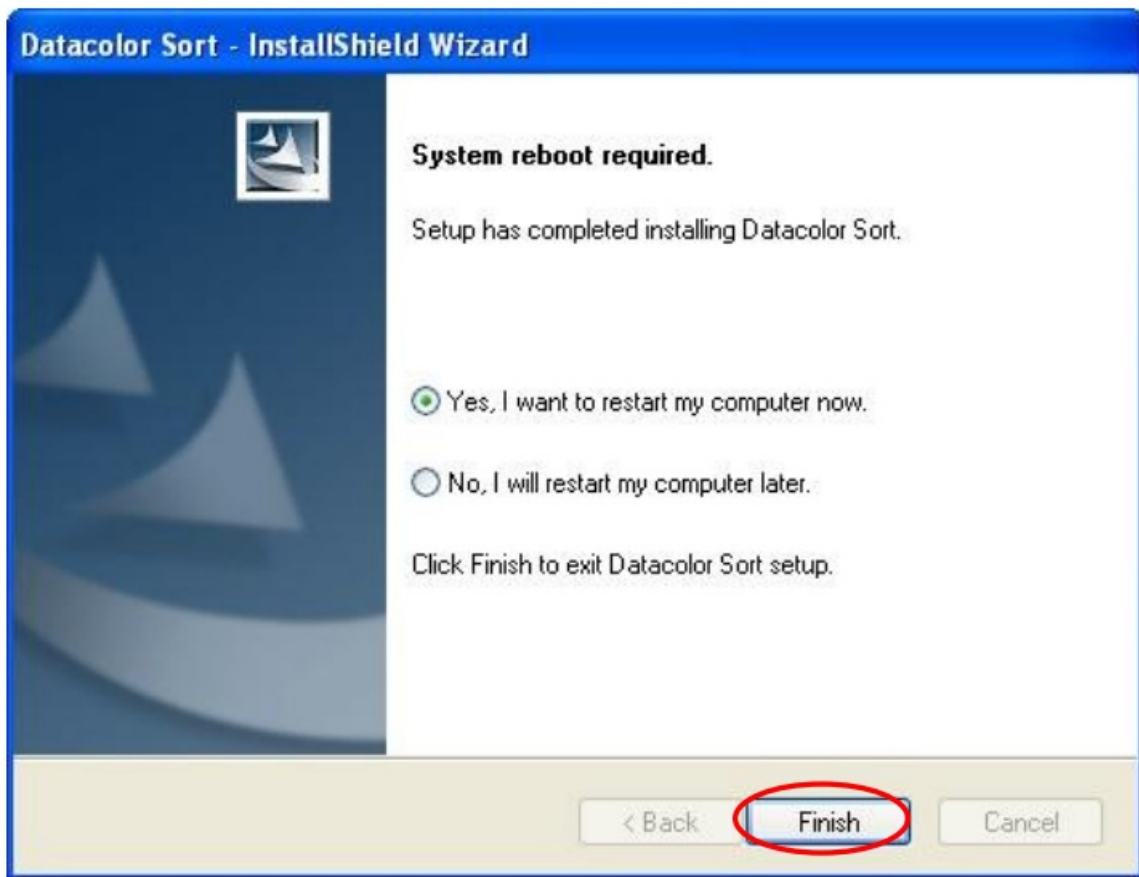 Datacolor Sort - InstallShield Wizard
System reboot required.
Setup has completed installing Datacolor Sort.
Yes, I want to restart my computer now.
No, I will restart my computer later.
Click Finish to exit Datacolor Sort setup.
< Back
Finish
Cancel